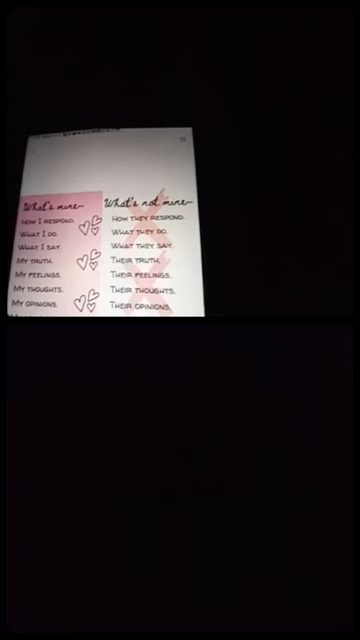 What's mine
How I respond.
What I do.
What I say.
My truth.
My feelings.
My thoughts.
My opinions.
What's not mine
How they respond.
What they do.
What they say.
Their truth.
Their feelings.
Their thoughts.
Their opinions.